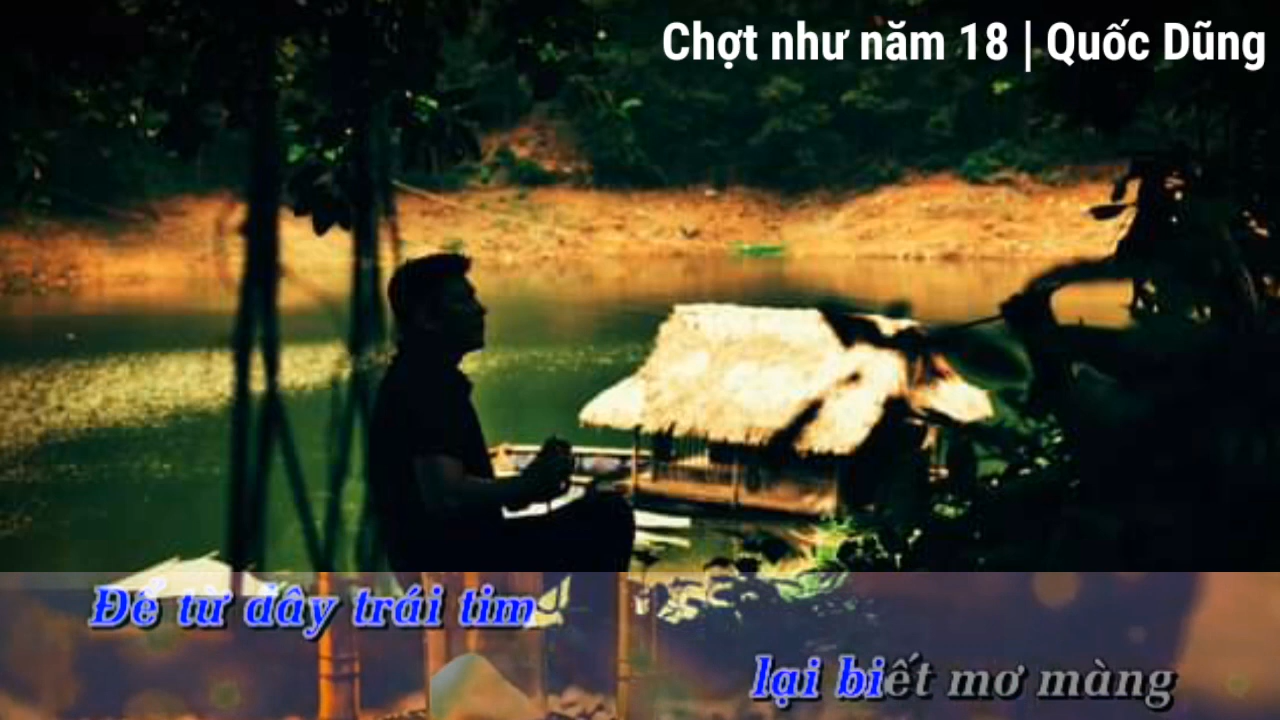 Chợt như năm 18 | Quốc Dũng
Để từ đây trái tim
lại biết mơ màng